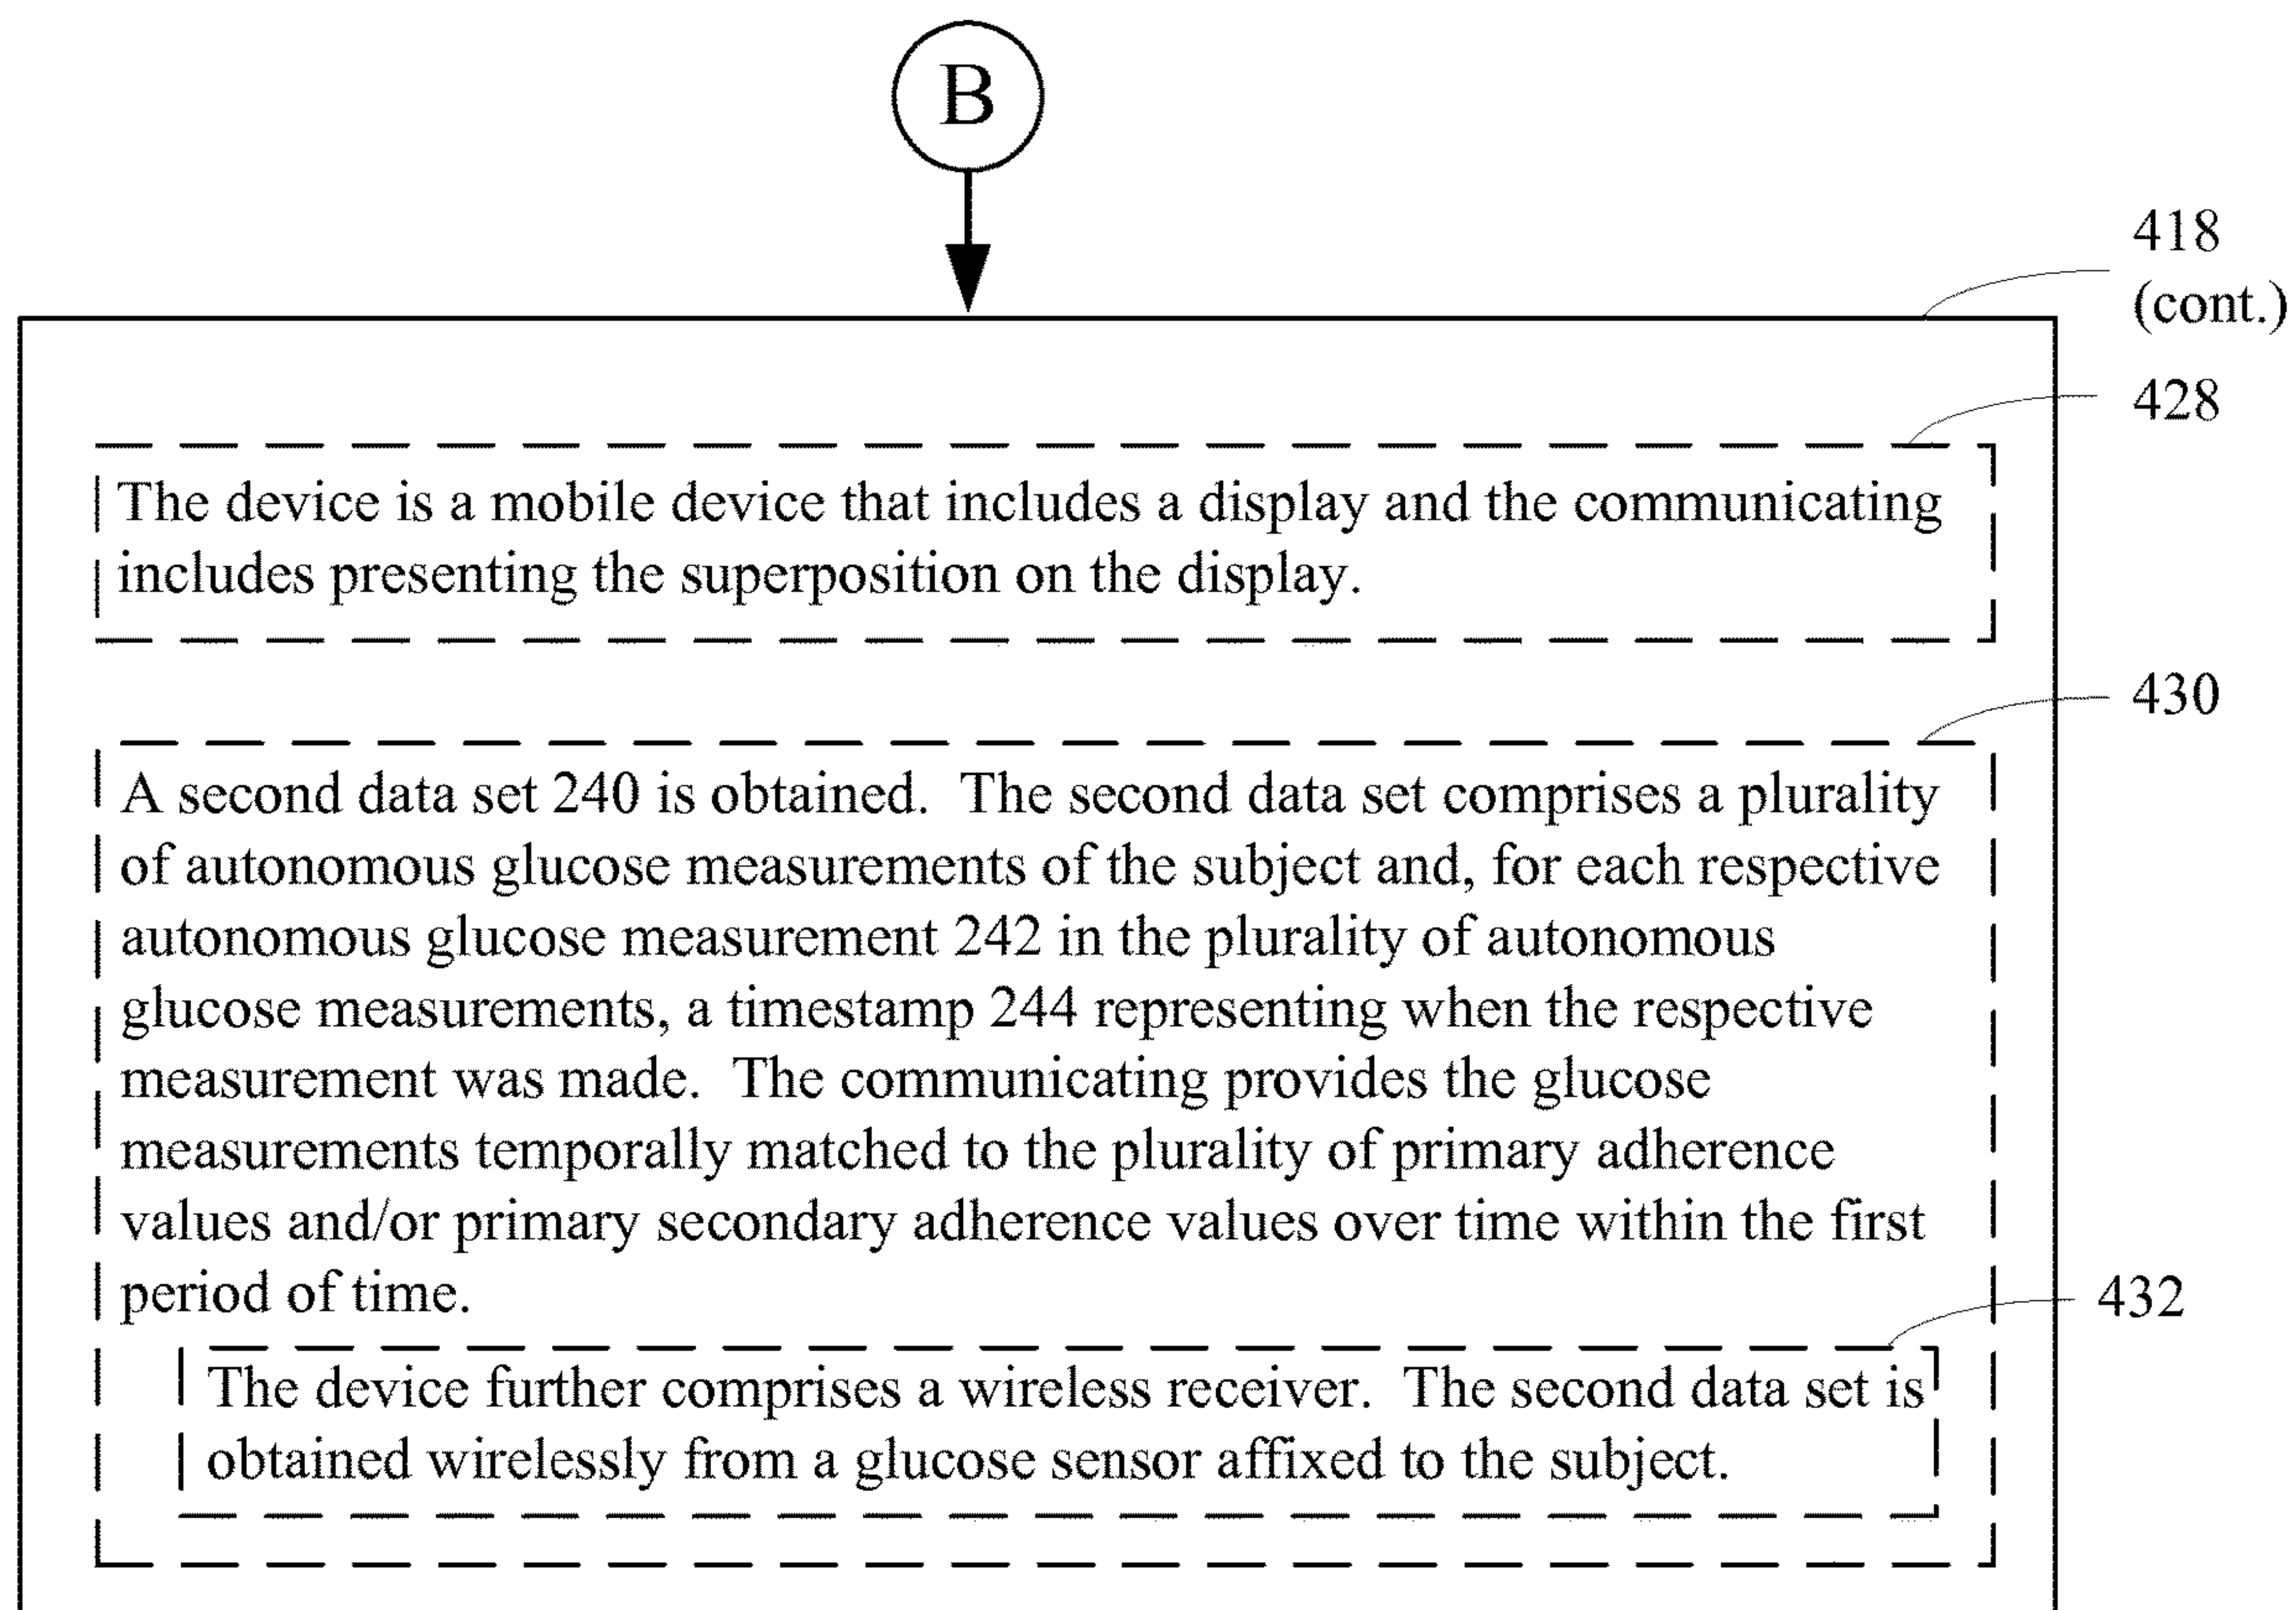 B
418
(cont.)
428
The device is a mobile device that includes a display and the communicating
includes presenting the superposition on the display.
430
A second data set 240 is obtained.  The second data set comprises a plurality
of autonomous glucose measurements of the subject and, for each respective
autonomous glucose measurement 242 in the plurality of autonomous
glucose measurements, a timestamp 244 representing when the respective
measurement was made.  The communicating provides the glucose
measurements temporally matched to the plurality of primary adherence
values and/or primary secondary adherence values over time within the first
period of time.
432
The device further comprises a wireless receiver.  The second data set is
obtained wirelessly from a glucose sensor affixed to the subject.